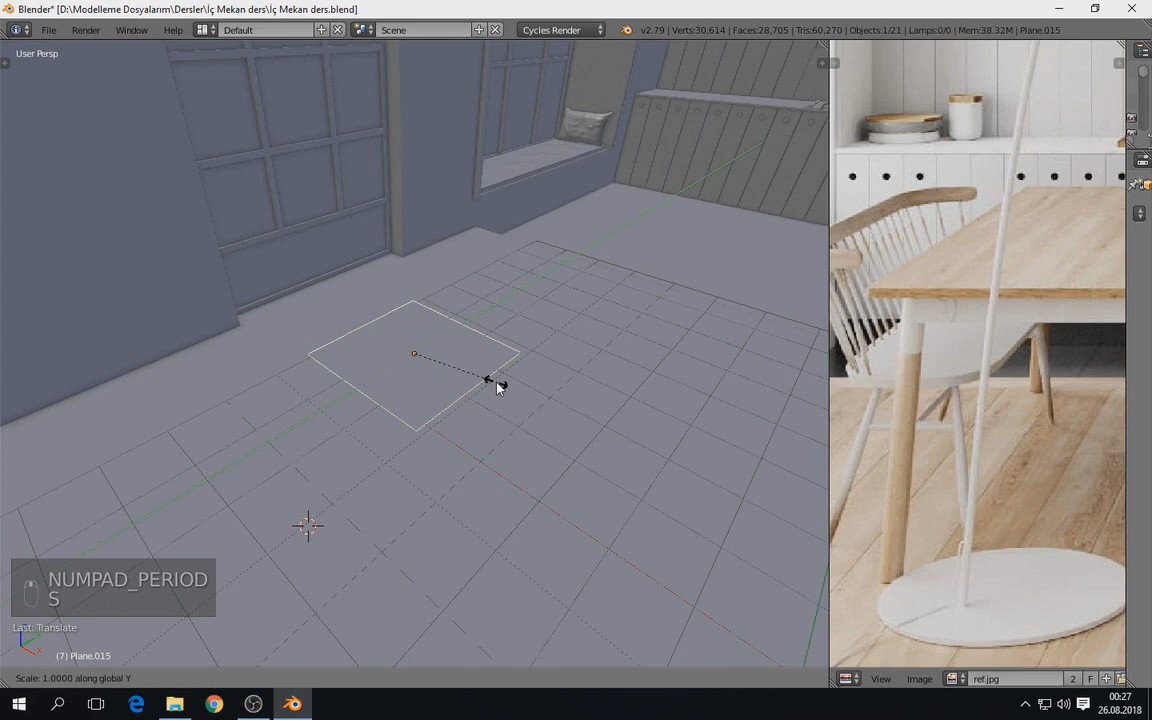 Blender* [D:\Modelleme Dosyalarım\Dersler\İç Mekan ders\İç Mekan ders.blend]
File Render Window Help Default Scene Cycles Render v2.79 | Verts:30,614 | Faces:28,705 | Tris:60,270 | Objects:1/21 | Lamps:0/0 | Mem:38.32M | Plane.015
User Persp
NUMPAD_PERIOD
S
Last: Translate
(7) Plane.015
Scale: 1.0000 along global Y
View Image ref.jpg 2 F
00:27
26.08.2018